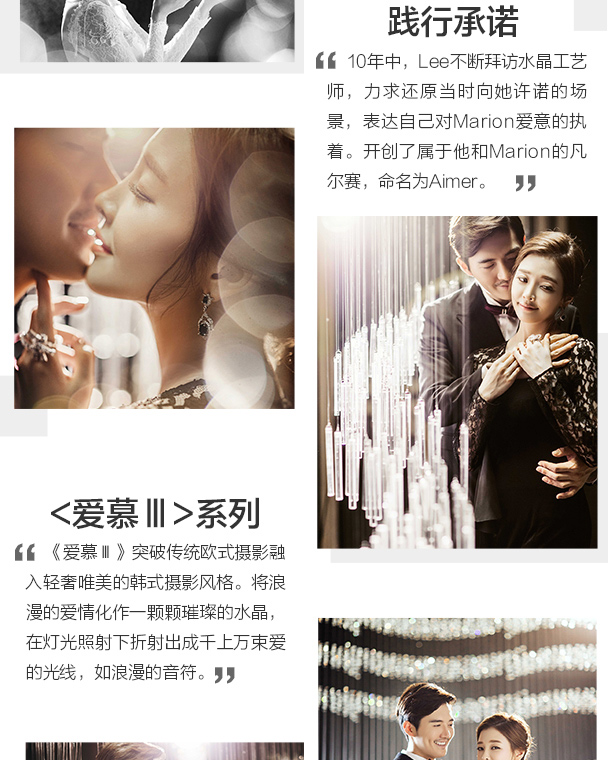 践行承诺
“ 10年中，Lee不断拜访水晶工艺
师，力求还原当时向她许诺的场
景，表达自己对Marion爱意的执
着。开创了属于他和Marion的凡
尔赛，命名为Aimer。 ”
<爱慕Ⅲ>系列
“ 《爱慕Ⅲ》突破传统欧式摄影融
入轻奢唯美的韩式摄影风格。将浪
漫的爱情化作一颗颗璀璨的水晶，
在灯光照射下折射出成千上万束爱
的光线，如浪漫的音符。 ”